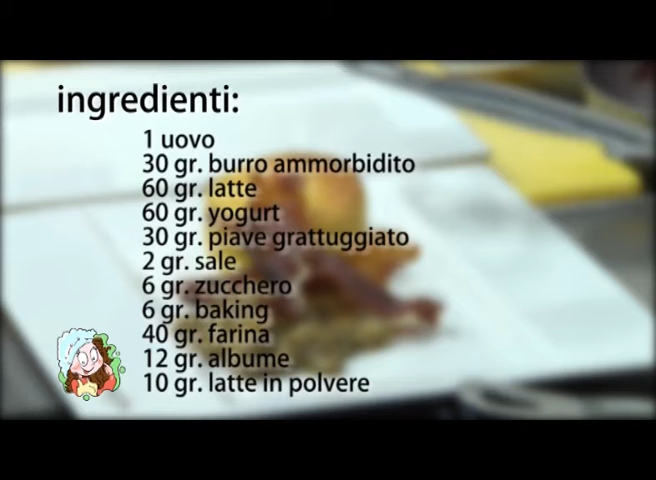 ingredienti:
1 uovo
30 gr. burro ammorbidito
60 gr. latte
60 gr. yogurt
30 gr. piave grattuggiato
2 gr. sale
6 gr. zucchero
6 gr. baking
40 gr. farina
12 gr. albume
10 gr. latte in polvere